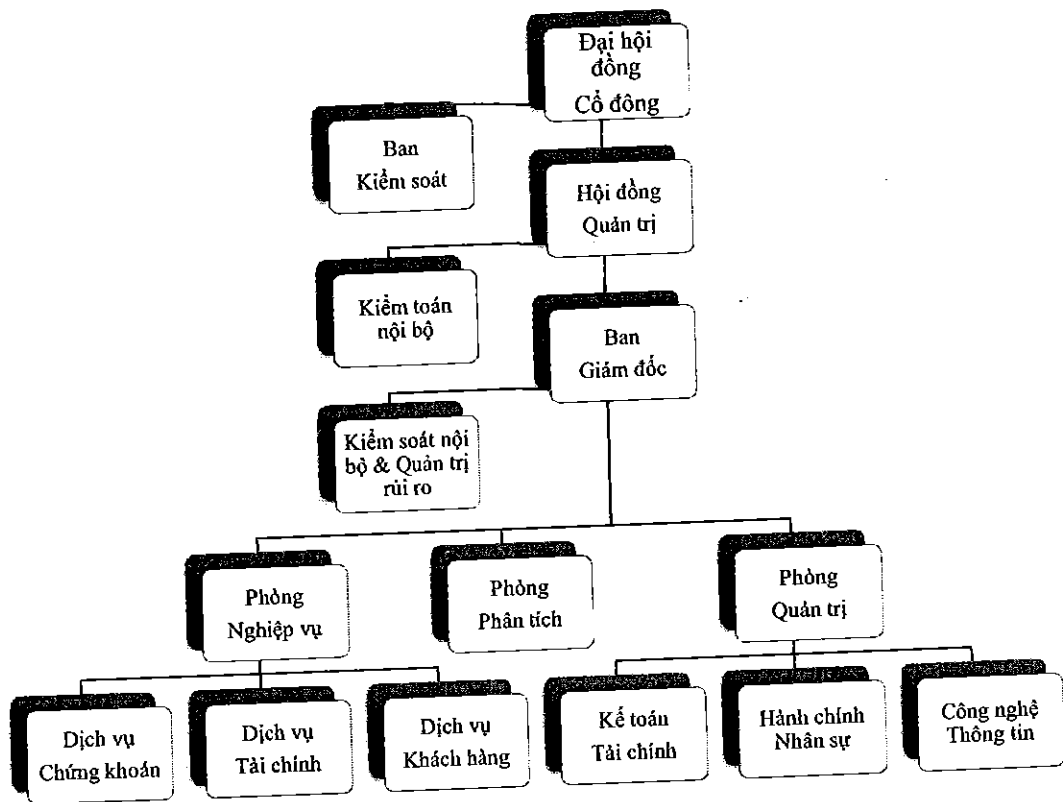 Đại hội
đồng
Cổ đông
Ban
Kiểm soát
Hội đồng
Quản trị
Kiểm toán
nội bộ
Ban
Giám đốc
Kiểm soát nội
bộ & Quản trị
rủi ro
Phòng
Nghiệp vụ
Phòng
Phân tích
Phòng
Quản trị
Dịch vụ
Chứng khoán
Dịch vụ
Tài chính
Dịch vụ
Khách hàng
Kế toán
Tài chính
Hành chính
Nhân sự
Công nghệ
Thông tin